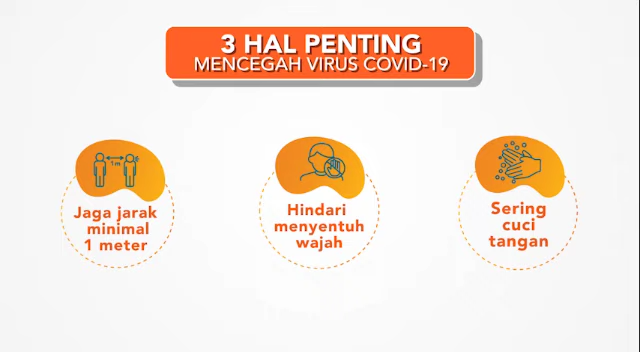 3 HAL PENTING
MENCEGAH VIRUS COVID-19
1 m
Jaga jarak
minimal
1 meter
Hindari
menyentuh
wajah
Sering
cuci
tangan